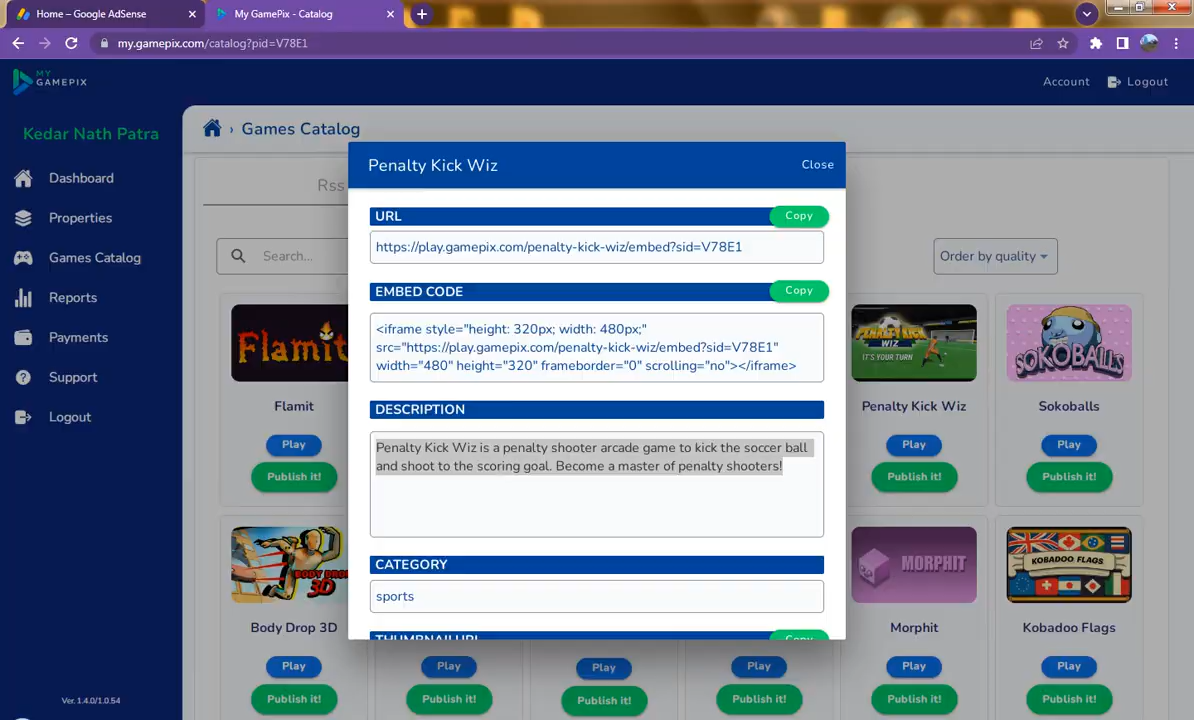 Home – Google AdSense
My GamePix - Catalog
my.gamepix.com/catalog?pid=V78E1
MY
GAMEPIX
Account
Logout
Kedar Nath Patra
Dashboard
Properties
Games Catalog
Reports
Payments
Support
Logout
Ver. 1.4.0/1.0.54
› Games Catalog
Rss
Search...
Order by quality
Penalty Kick Wiz
Close
URL
Copy
https://play.gamepix.com/penalty-kick-wiz/embed?sid=V78E1
EMBED CODE
Copy
<iframe style="height: 320px; width: 480px;"
src="https://play.gamepix.com/penalty-kick-wiz/embed?sid=V78E1"
width="480" height="320" frameborder="0" scrolling="no"></iframe>
DESCRIPTION
Penalty Kick Wiz is a penalty shooter arcade game to kick the soccer ball
and shoot to the scoring goal. Become a master of penalty shooters!
CATEGORY
sports
THUMBNAILURL
Copy
Flamit
Flamit
Play
Publish it!
PENALTY KICK
WIZ
IT'S YOUR TURN
Penalty Kick Wiz
Play
Publish it!
SOKOBALLS
Sokoballs
Play
Publish it!
BODY DROP
3D
Body Drop 3D
Play
Publish it!
Play
Publish it!
Play
Publish it!
Play
Publish it!
MORPHIT
Morphit
Play
Publish it!
KOBADOO FLAGS
Kobadoo Flags
Play
Publish it!